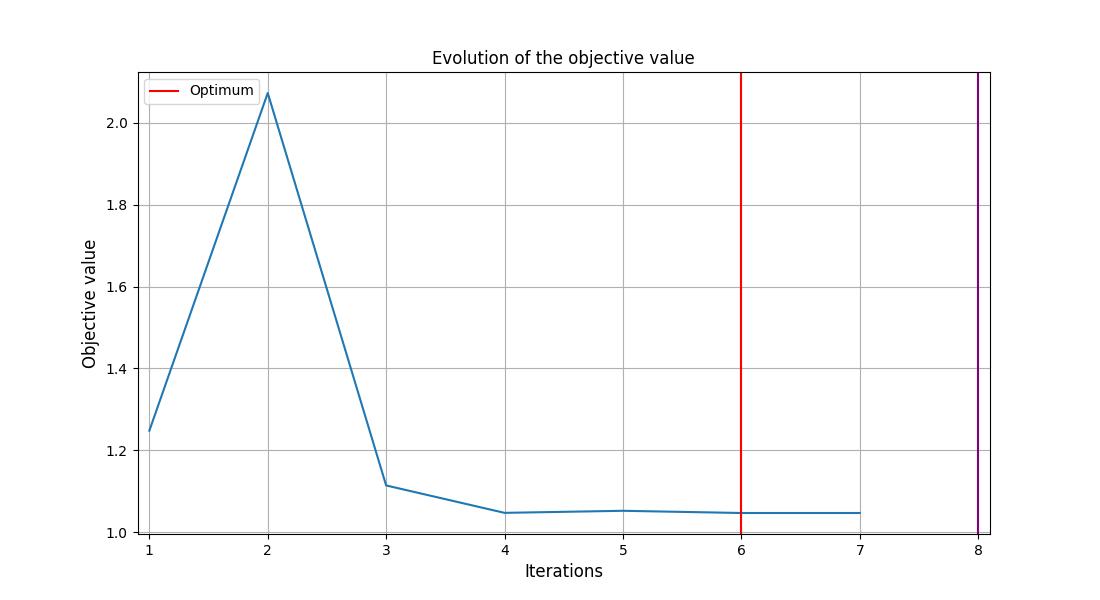 Evolution of the objective value
Optimum
Objective value
2.0
1.8
1.6
1.4
1.2
1.0
1 2 3 4 5 6 7 8
Iterations